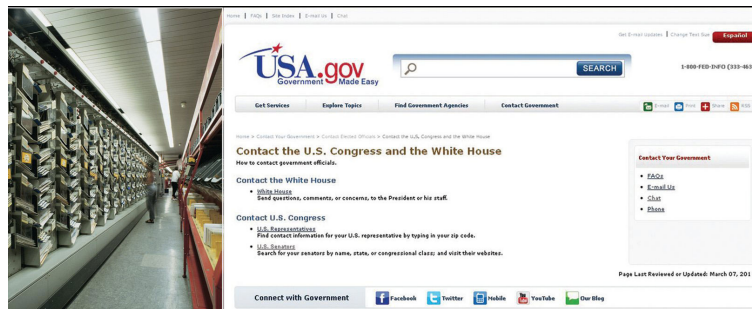 Home | FAQs | Site Index | E-mail Us | Chat
Get E-mail Updates | Change Text Size Español
USA.gov
Government Made Easy
SEARCH
1-800-FED-INFO (333-463
Get Services Explore Topics Find Government Agencies Contact Government
E-mail Print Share RSS
Home > Contact Your Government > Contact Elected Officials > Contact the U.S. Congress and the White House
Contact the U.S. Congress and the White House
How to contact government officials.
Contact the White House
• White House
Send questions, comments, or concerns, to the President or his staff.
Contact U.S. Congress
• U.S. Representatives
Find contact information for your U.S. representative by typing in your zip code.
• U.S. Senators
Search for your senators by name, state, or congressional class; and visit their websites.
Contact Your Government
• FAQs
• E-mail Us
• Chat
• Phone
Page Last Reviewed or Updated: March 07, 201
Connect with Government Facebook Twitter Mobile YouTube Our Blog